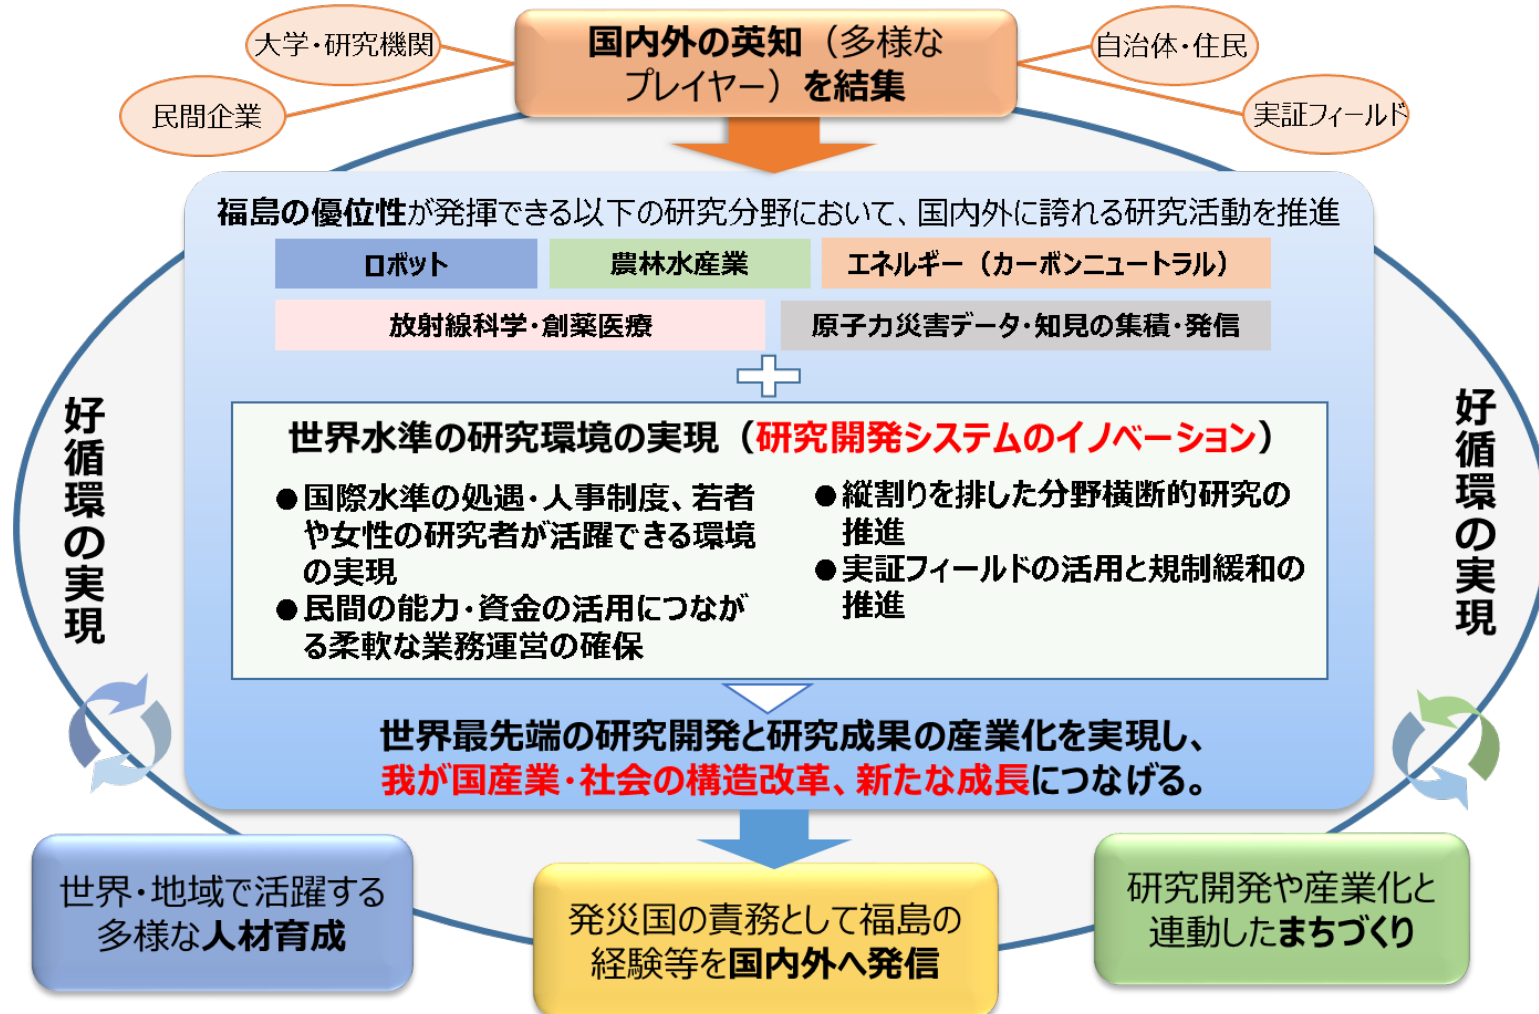 大学・研究機関
民間企業
国内外の英知（多様な
プレイヤー）を結集
自治体・住民
実証フィールド
福島の優位性が発揮できる以下の研究分野において、国内外に誇れる研究活動を推進
ロボット
農林水産業
エネルギー（カーボンニュートラル）
放射線科学・創薬医療
原子力災害データ・知見の集積・発信
好循環の実現
世界水準の研究環境の実現（研究開発システムのイノベーション）
●国際水準の処遇・人事制度、若者
や女性の研究者が活躍できる環境
の実現
●民間の能力・資金の活用につなが
る柔軟な業務運営の確保
●縦割りを排した分野横断的研究の
推進
●実証フィールドの活用と規制緩和の
推進
好循環の実現
世界最先端の研究開発と研究成果の産業化を実現し、
我が国産業・社会の構造改革、新たな成長につなげる。
世界・地域で活躍する
多様な人材育成
発災国の責務として福島の
経験等を国内外へ発信
研究開発や産業化と
連動したまちづくり